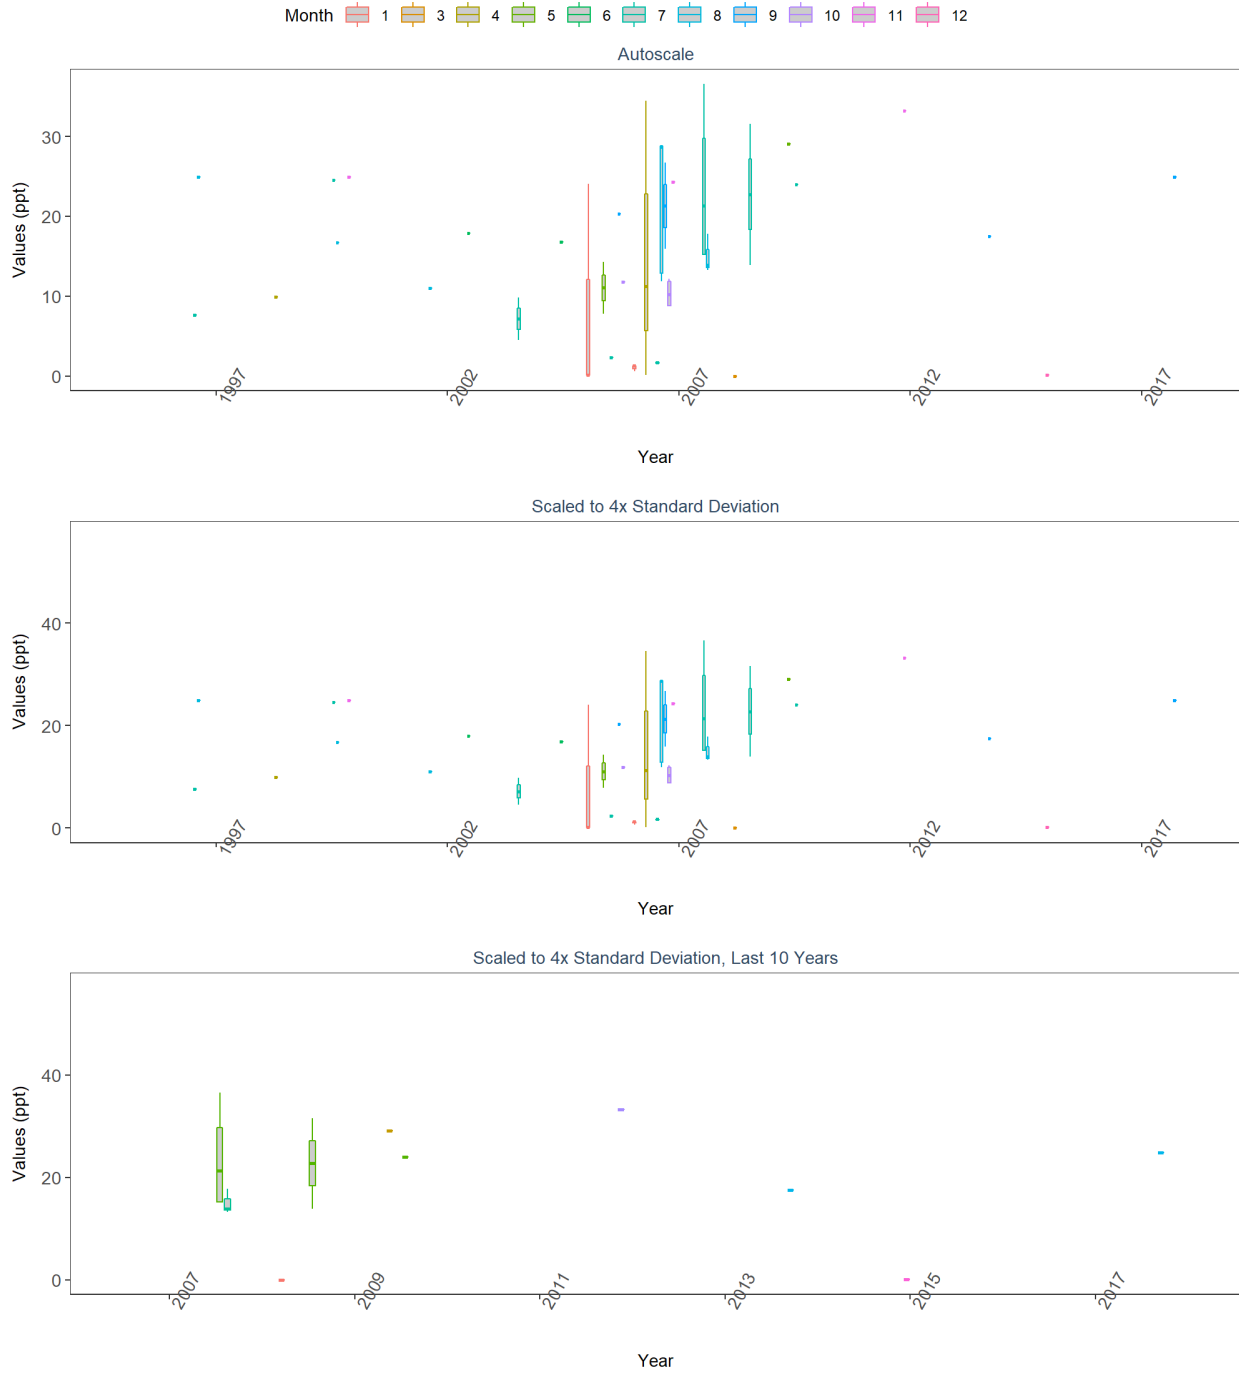 Month 1 3 4 5 6 7 8 9 10 11 12
Autoscale
Values (ppt)
30
20
10
0
1997 2002 2007 2012 2017
Year
Scaled to 4x Standard Deviation
Values (ppt)
40
20
0
1997 2002 2007 2012 2017
Year
Scaled to 4x Standard Deviation, Last 10 Years
Values (ppt)
40
20
0
2007 2009 2011 2013 2015 2017
Year